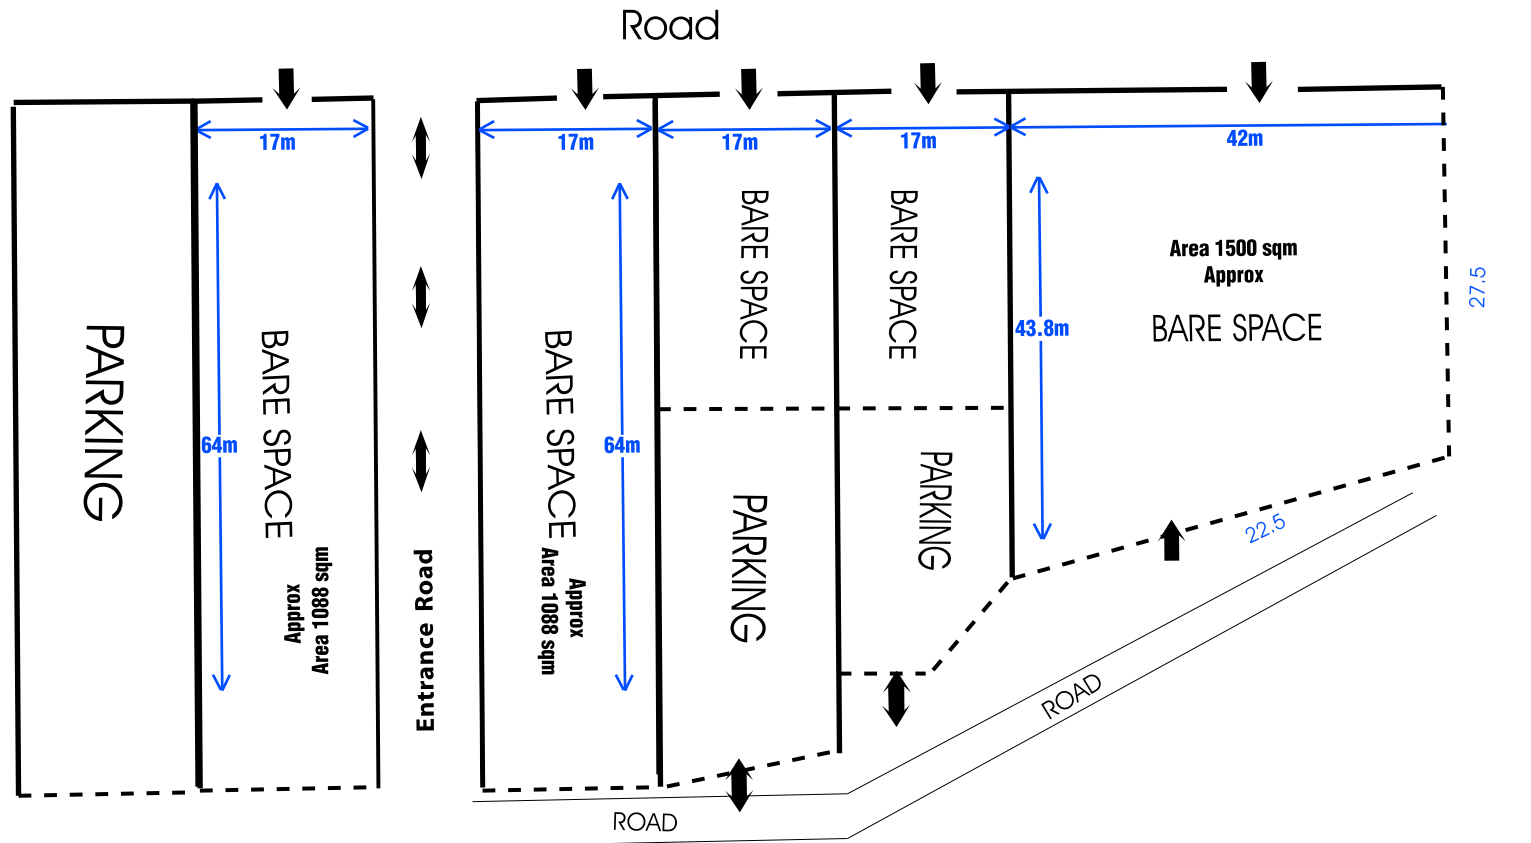 Road
17m
17m
17m
17m
42m
PARKING
64m
BARE SPACE
Approx
Area 1088 sqm
Entrance Road
BARE SPACE
Approx
Area 1088 sqm
64m
BARE SPACE
PARKING
BARE SPACE
PARKING
43.8m
Area 1500 sqm
Approx
BARE SPACE
27.5
22.5
ROAD
ROAD